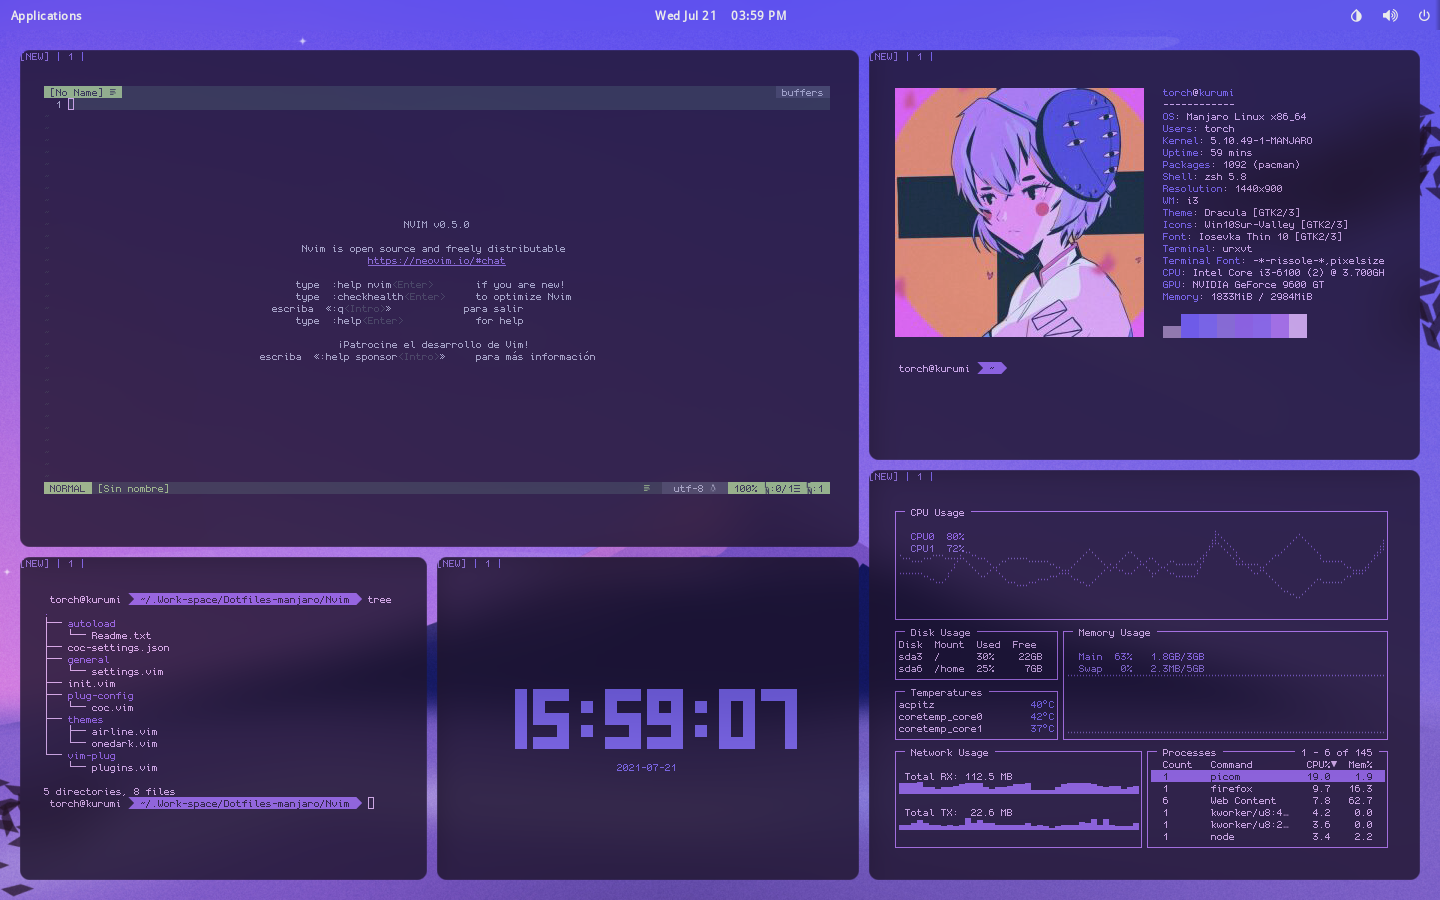 Applications
Wed Jul 21 03:59 PM
[NEW] | 1 |
[No Name]
buffers
1
NVIM v0.5.0
Nvim is open source and freely distributable
https://neovim.io/#chat
type :help nvim<Enter> if you are new!
type :checkhealth<Enter> to optimize Nvim
escriba «:q<Intro>» para salir
type :help<Enter> for help
¡Patrocine el desarrollo de Vim!
escriba «:help sponsor<Intro>» para más información
NORMAL [Sin nombre]
utf-8 100% :0/1 :1
[NEW] | 1 |
torch@kurumi
------------
OS: Manjaro Linux x86_64
Users: torch
Kernel: 5.10.49-1-MANJARO
Uptime: 59 mins
Packages: 1092 (pacman)
Shell: zsh 5.8
Resolution: 1440x900
WM: i3
Theme: Dracula [GTK2/3]
Icons: Win10Sur-Valley [GTK2/3]
Font: Iosevka Thin 10 [GTK2/3]
Terminal: urxvt
Terminal Font: -*-rissole-*,pixelsize
CPU: Intel Core i3-6100 (2) @ 3.700GH
GPU: NVIDIA GeForce 9600 GT
Memory: 1833MiB / 2984MiB
torch@kurumi ~
[NEW] | 1 |
torch@kurumi ~/.Work-space/Dotfiles-manjaro/Nvim tree
.
├── autoload
│   └── Readme.txt
├── coc-settings.json
├── general
│   └── settings.vim
├── init.vim
├── plug-config
│   └── coc.vim
├── themes
│   ├── airline.vim
│   └── onedark.vim
└── vim-plug
    └── plugins.vim
5 directories, 8 files
torch@kurumi ~/.Work-space/Dotfiles-manjaro/Nvim
[NEW] | 1 |
15:59:07
2021-07-21
[NEW] | 1 |
CPU Usage
CPU0 80%
CPU1 72%
Disk Usage
Disk Mount Used Free
sda3 / 30% 22GB
sda6 /home 25% 7GB
Memory Usage
Main 63% 1.8GB/3GB
Swap 0% 2.3MB/5GB
Temperatures
acpitz 40°C
coretemp_core0 42°C
coretemp_core1 37°C
Network Usage
Total RX: 112.5 MB
Total TX: 22.6 MB
Processes 1 - 6 of 145
Count Command CPU%▼ Mem%
1 picom 19.0 1.9
1 firefox 9.7 16.3
6 Web Content 7.8 62.7
1 kworker/u8:4… 4.2 0.0
1 kworker/u8:2… 3.6 0.0
1 node 3.4 2.2